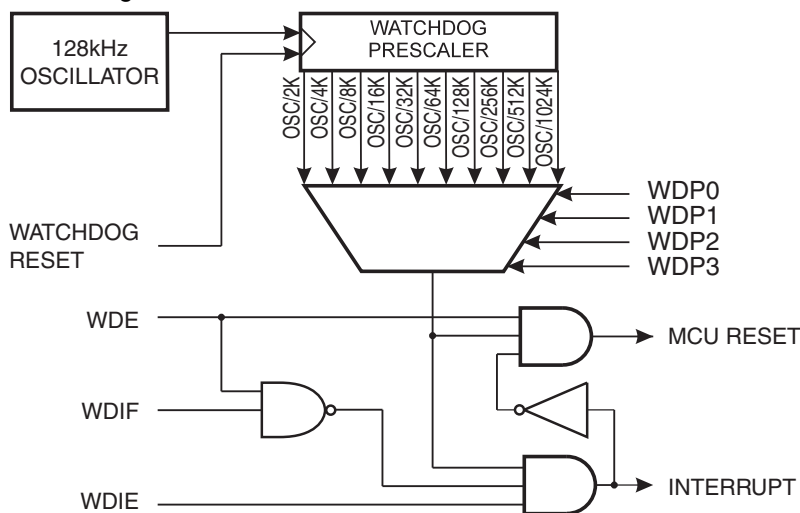 128kHz
OSCILLATOR
WATCHDOG
PRESCALER
OSC/2K
OSC/4K
OSC/8K
OSC/16K
OSC/32K
OSC/64K
OSC/128K
OSC/256K
OSC/512K
OSC/1024K
WDP0
WDP1
WDP2
WDP3
WATCHDOG
RESET
WDE
MCU RESET
WDIF
INTERRUPT
WDIE